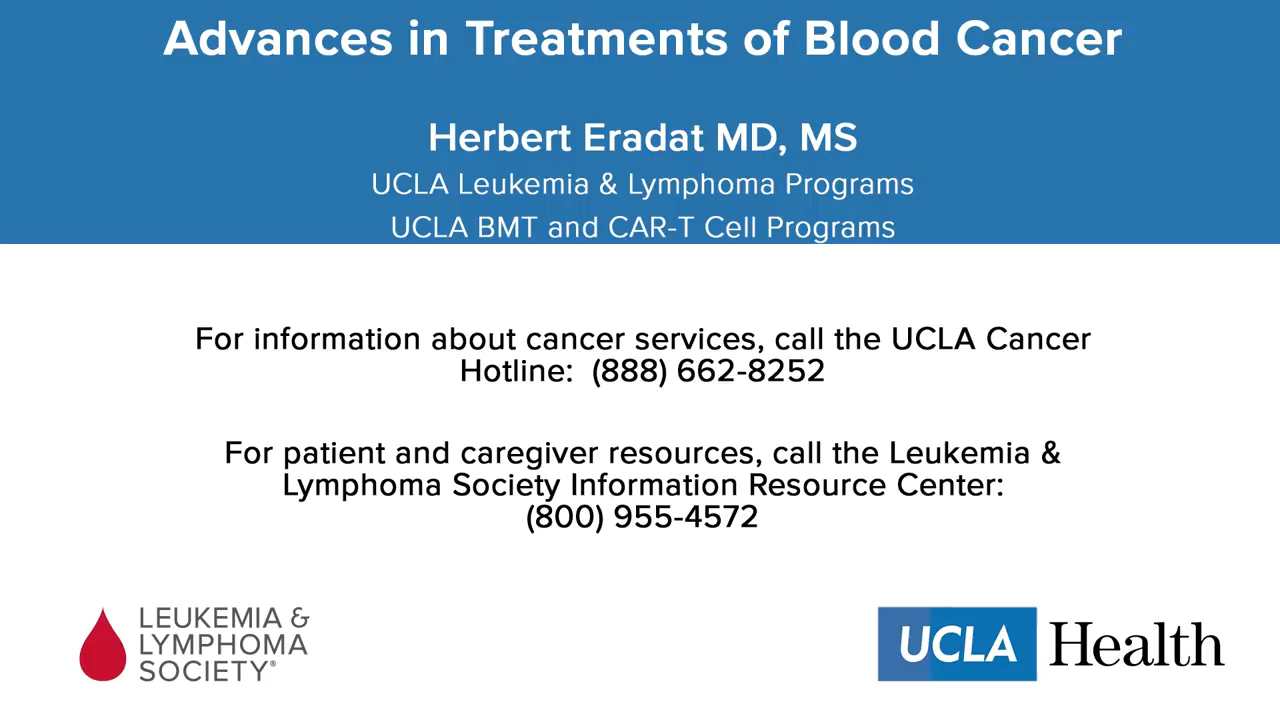 Advances in Treatments of Blood Cancer
Herbert Eradat MD, MS
UCLA Leukemia & Lymphoma Programs
UCLA BMT and CAR-T Cell Programs
For information about cancer services, call the UCLA Cancer
Hotline:  (888) 662-8252
For patient and caregiver resources, call the Leukemia &
Lymphoma Society Information Resource Center:
(800) 955-4572
LEUKEMIA &
LYMPHOMA
SOCIETY®
UCLA Health